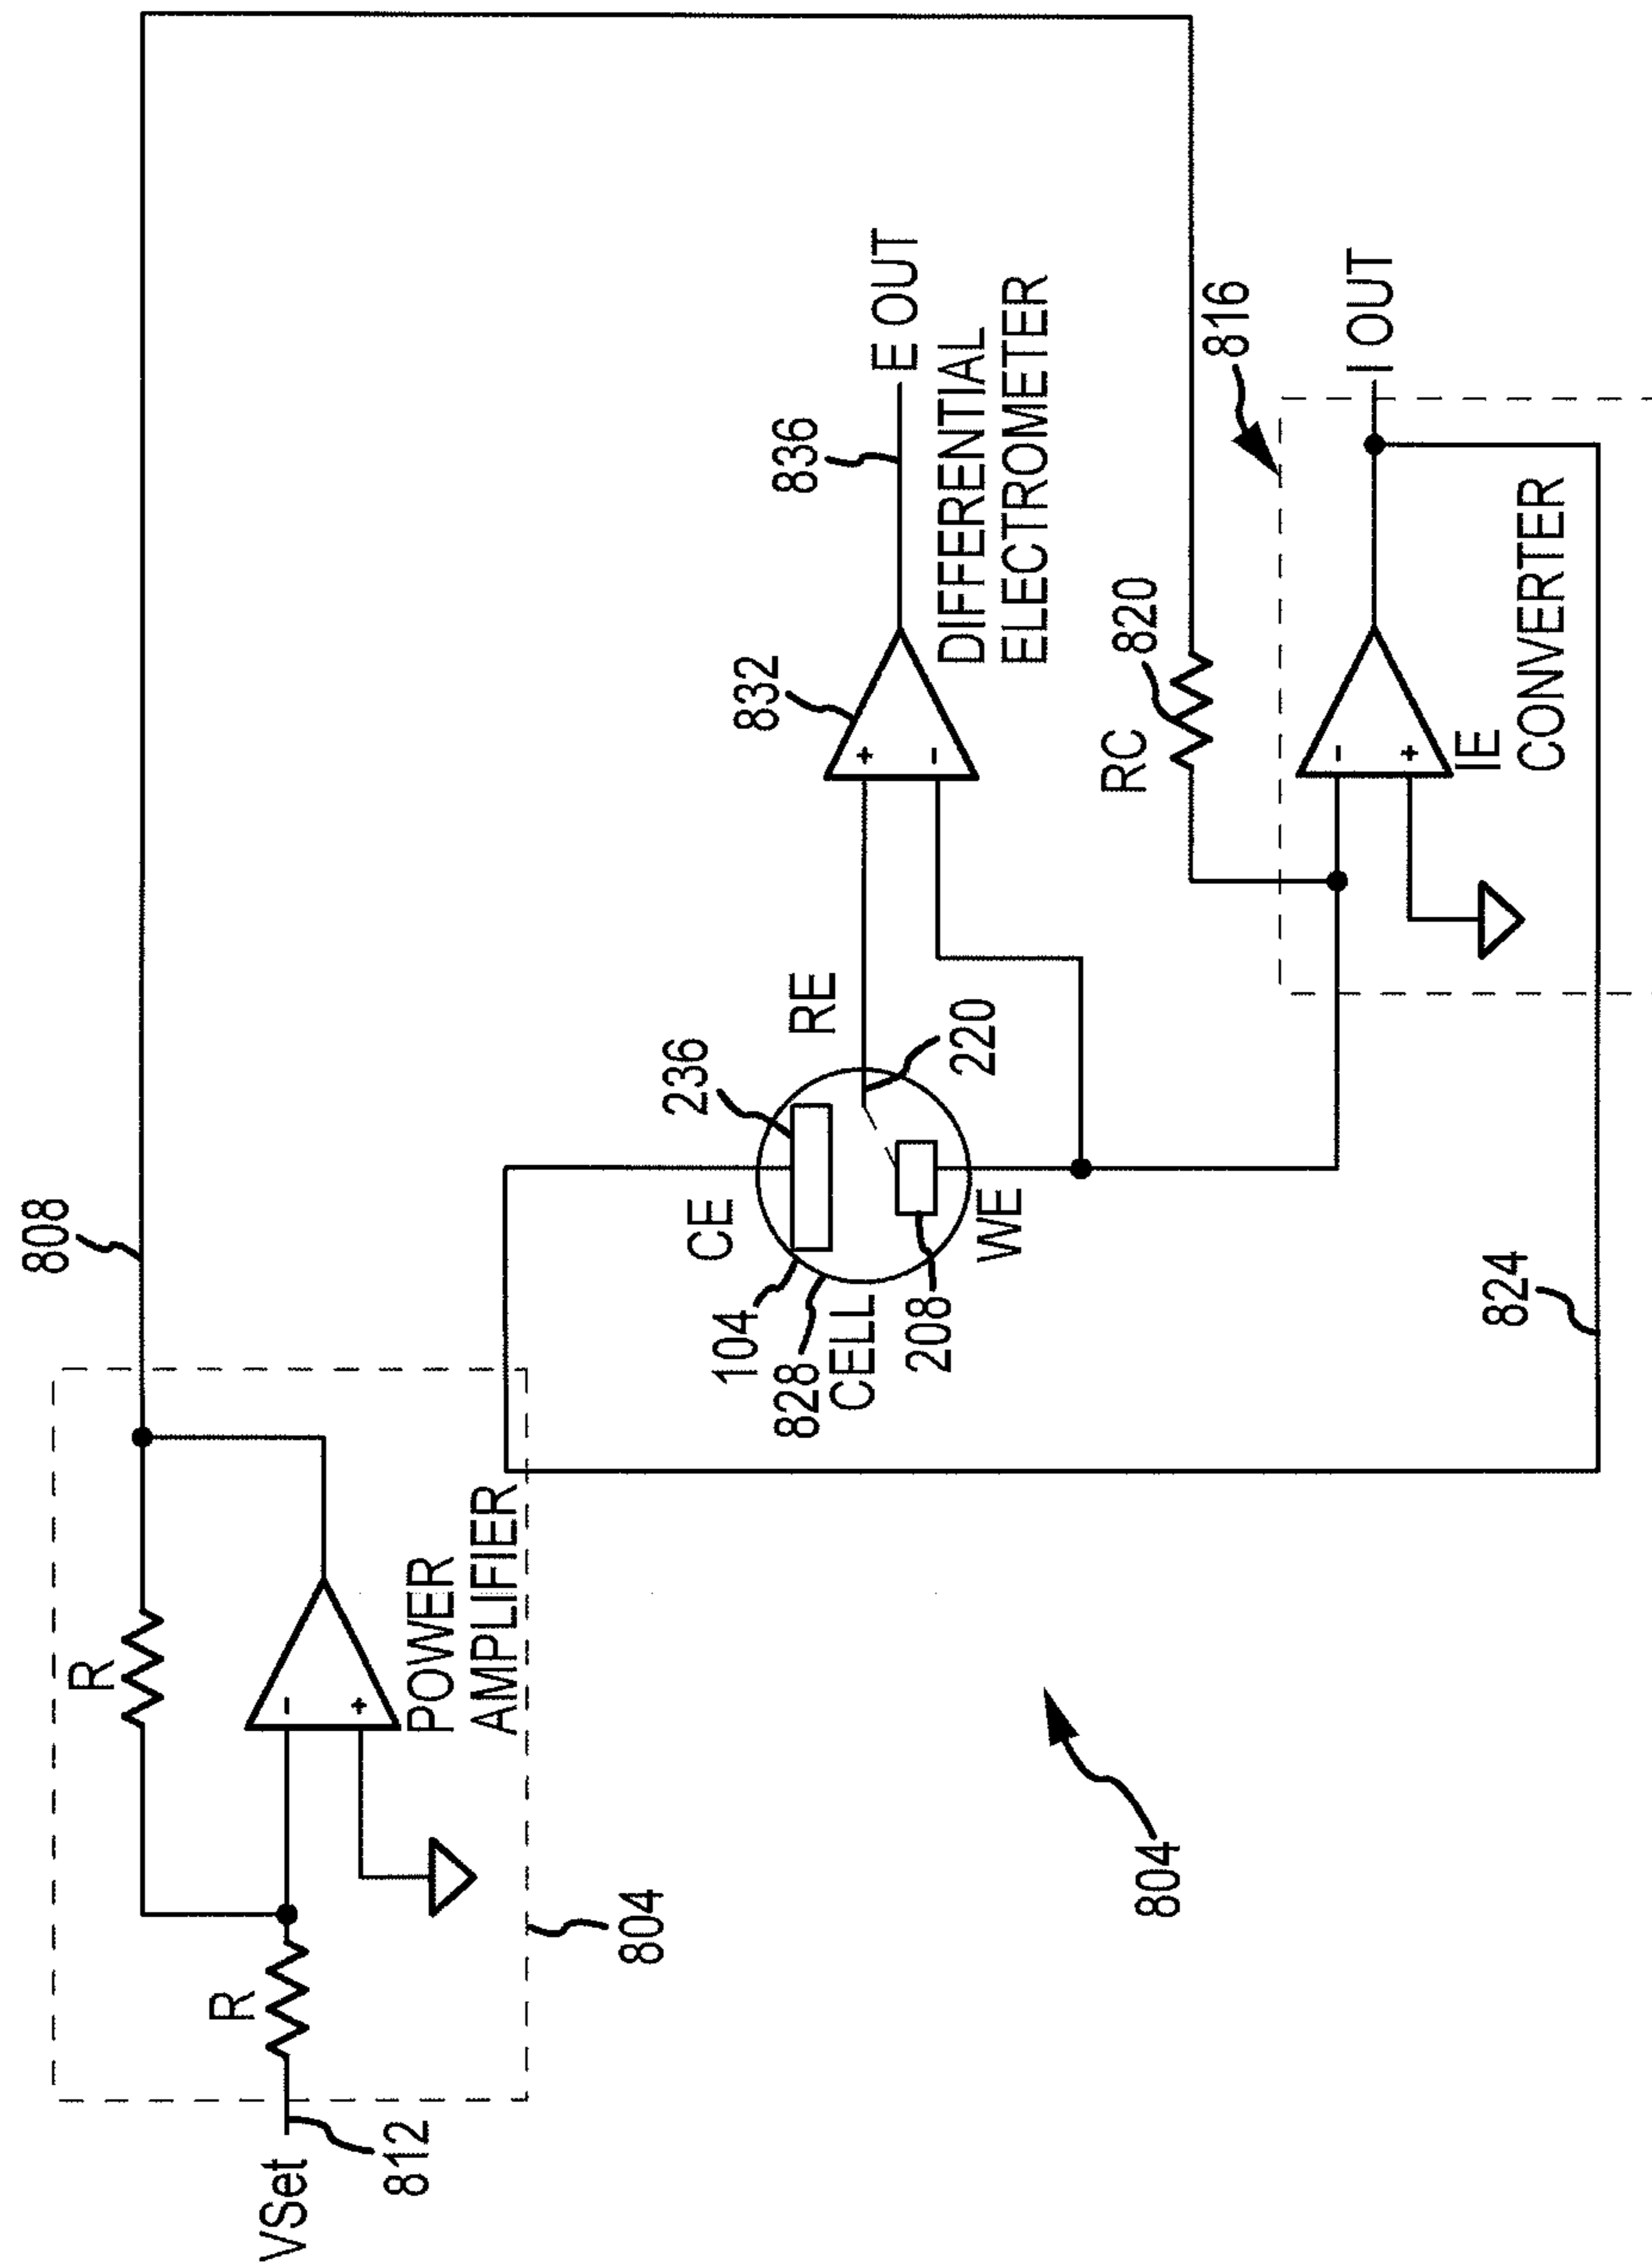 808
R
R
VSet
812
POWER
AMPLIFIER
804
804
CE
236
RE
104
828
CELL
208
WE
220
832
836
E OUT
DIFFERENTIAL
ELECTROMETER
RC
820
816
I OUT
IE
CONVERTER
824
- +
+ -
- +